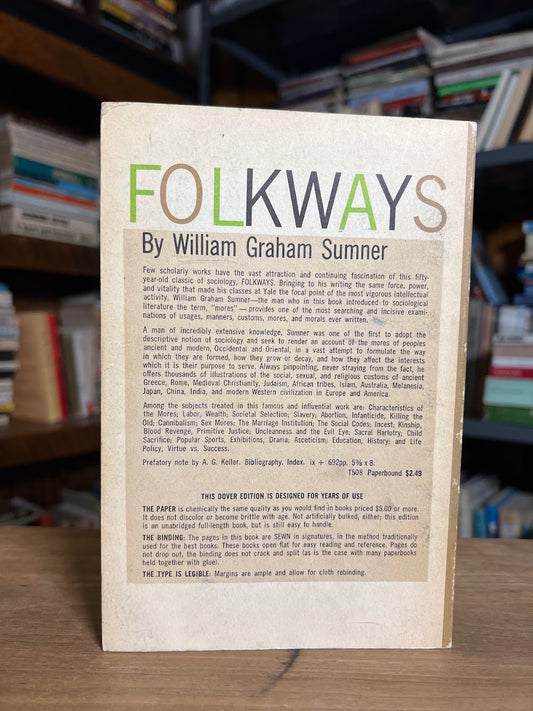 FOLKWAYS
By William Graham Sumner
Few scholarly works have the vast attraction and continuing fascination of this fifty-
year-old classic of sociology, FOLKWAYS. Bringing to his writing the same force, power,
and vitality that made his classes at Yale the focal point of the most vigorous intellectual
activity, William Graham Sumner—the man who in this book introduced to sociological
literature the term, "mores"—provides one of the most searching and incisive exami-
nations of usages, manners, customs, mores, and morals ever written.
A man of incredibly extensive knowledge, Sumner was one of the first to adopt the
descriptive notion of sociology and seek to render an account of the mores of peoples
ancient and modern, Occidental and Oriental, in a vast attempt to formulate the way
in which they are formed, how they grow or decay, and how they affect the interests
which it is their purpose to serve. Always pinpointing, never straying from the fact, he
offers thousands of illustrations of the social, sexual, and religious customs of ancient
Greece, Rome, Medieval Christianity, Judaism, African tribes, Islam, Australia, Melanesia,
Japan, China, India, and modern Western civilization in Europe and America.
Among the subjects treated in this famous and influential work are: Characteristics of
the Mores; Labor, Wealth; Societal Selection; Slavery; Abortion, Infanticide, Killing the
Old; Cannibalism; Sex Mores; The Marriage Institution; The Social Codes; Incest; Kinship,
Blood Revenge, Primitive Justice; Uncleanness and the Evil Eye; Sacral Harlotry; Child
Sacrifice; Popular Sports, Exhibitions, Drama; Asceticism; Education, History; and Life
Policy, Virtue vs. Success.
Prefatory note by A. G. Keller. Bibliography. Index. ix + 692pp. 5⅜ x 8.
T508 Paperbound $2.49
THIS DOVER EDITION IS DESIGNED FOR YEARS OF USE
THE PAPER is chemically the same quality as you would find in books priced $5.00 or more.
It does not discolor or become brittle with age. Not artificially bulked, either; this edition
is an unabridged full-length book, but is still easy to handle.
THE BINDING: The pages in this book are SEWN in signatures, in the method traditionally
used for the best books. These books open flat for easy reading and reference. Pages do
not drop out, the binding does not crack and split (as is the case with many paperbooks
held together with glue).
THE TYPE IS LEGIBLE: Margins are ample and allow for cloth rebinding.